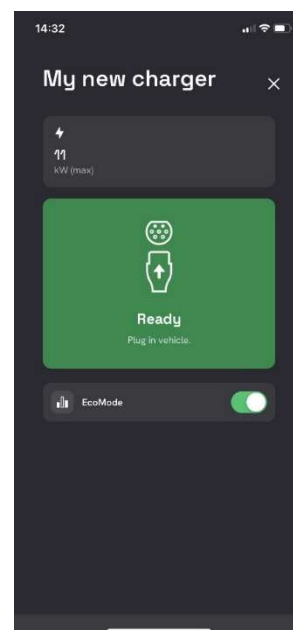 14:32
My new charger
11
kW (max)
Ready
Plug in vehicle.
EcoMode